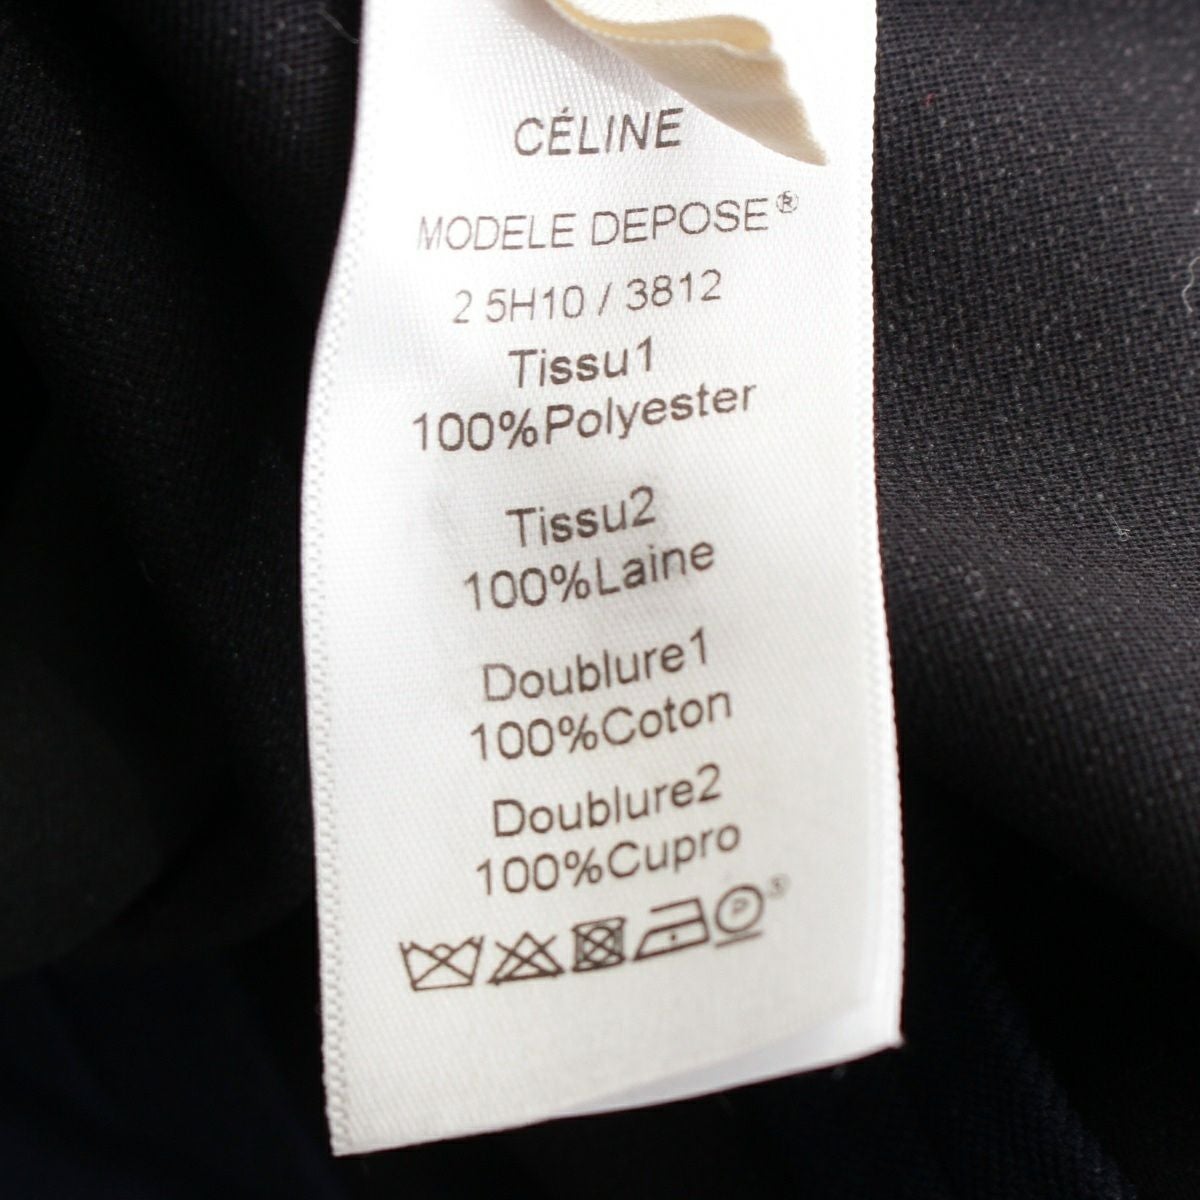 CÉLINE
MODELE DEPOSE®
2 5H10 / 3812
Tissu1
100%Polyester
Tissu2
100%Laine
Doublure1
100%Coton
Doublure2
100%Cupro
P ®